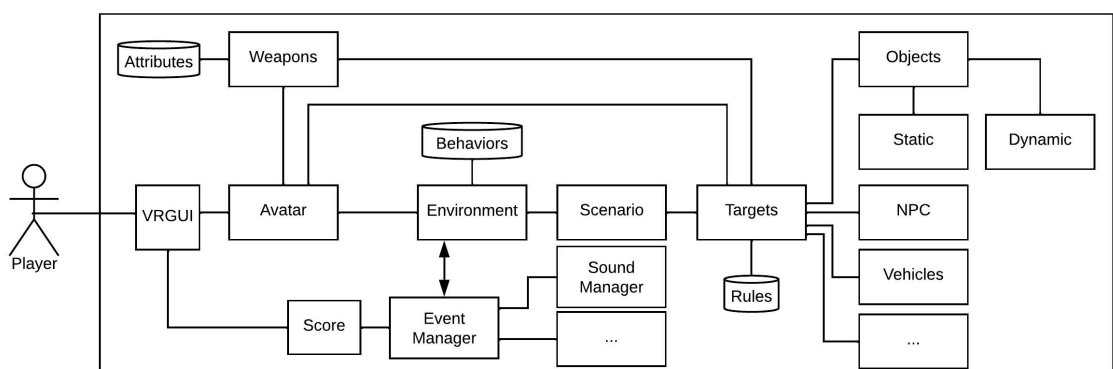 Attributes
Weapons
Objects
Behaviors
Static
Dynamic
Player
VRGUI
Avatar
Environment
Scenario
Targets
NPC
Sound
Manager
Vehicles
Rules
Score
Event
Manager
...
...